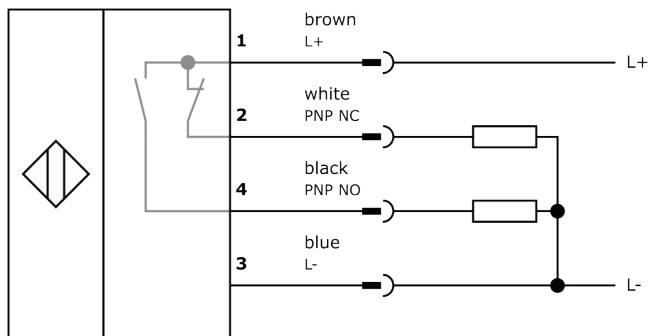 brown
1 L+ L+
white
2 PNP NC
black
4 PNP NO
blue
3 L- L-